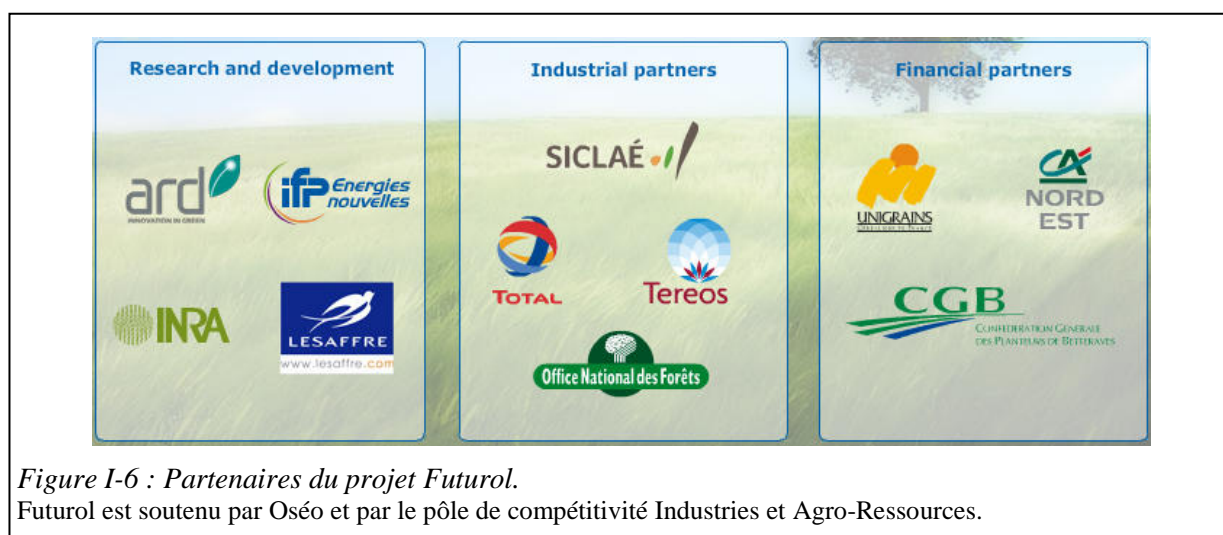 Research and development
ard
INNOVATION IN GREEN
ifp Energies
nouvelles
INRA
LESAFFRE
www.lesaffre.com
Industrial partners
SICLAÉ
TOTAL
Tereos
Office National des Forêts
Financial partners
UNIGRAINS
CA
NORD
EST
CGB
CONFEDERATION GENERALE
DES PLANTEURS DE BETTERAVES
Figure I-6 : Partenaires du projet Futurol.
Futurol est soutenu par Oséo et par le pôle de compétitivité Industries et Agro-Ressources.